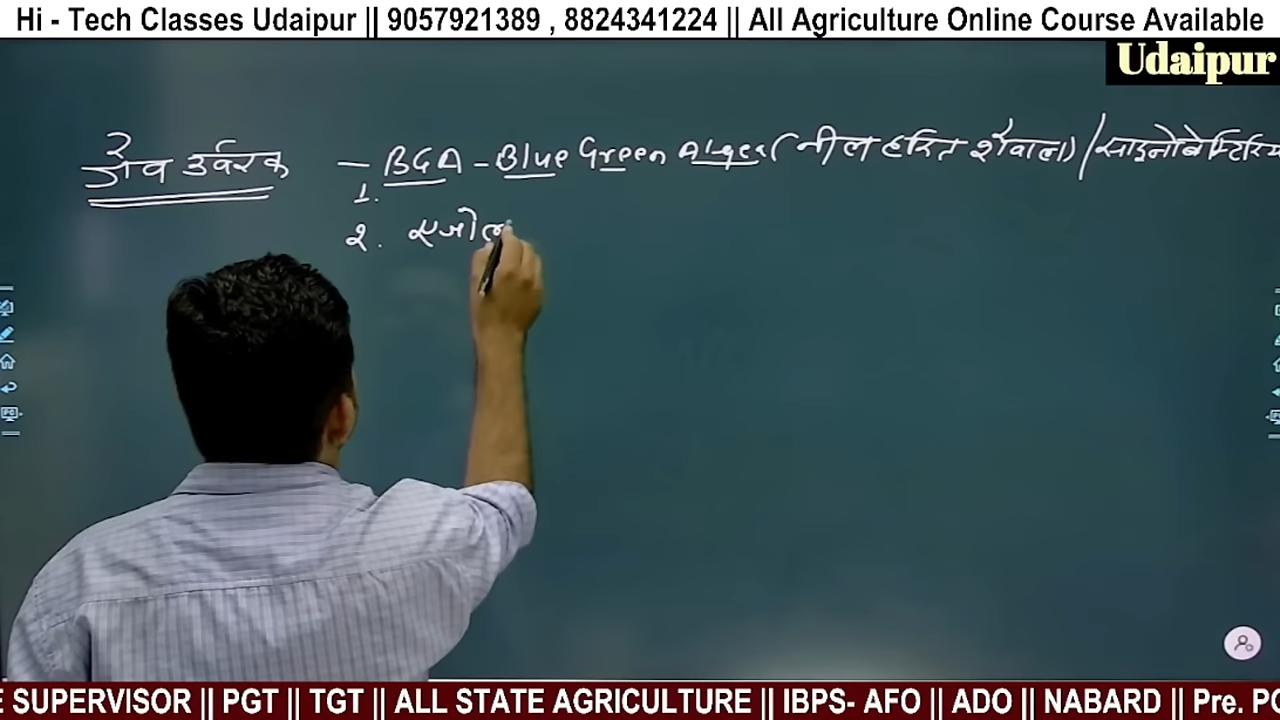 Hi - Tech Classes Udaipur || 9057921389 , 8824341224 || All Agriculture Online Course Available
Udaipur
जैव उर्वरक
1. BGA - Blue Green Algee (नील हरित शैवाल) / साइनोबेक्टिरिय
2. एजोल
E SUPERVISOR || PGT || TGT || ALL STATE AGRICULTURE || IBPS- AFO || ADO || NABARD || Pre. PG